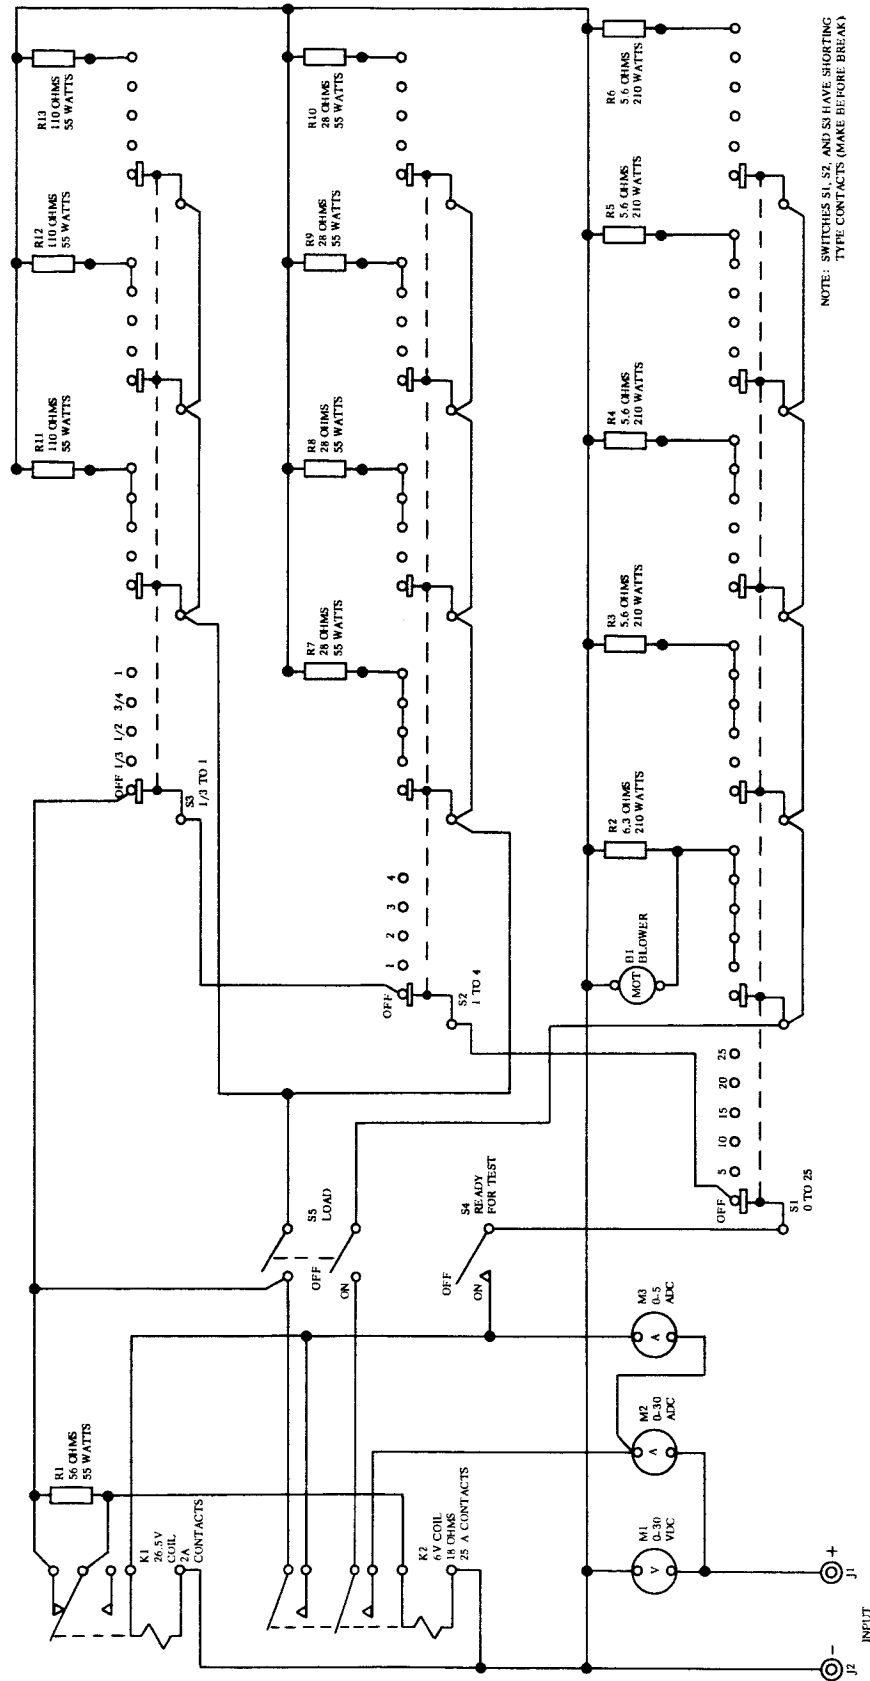 R13
110 OHMS
55 WATTS
R12
110 OHMS
55 WATTS
R11
110 OHMS
55 WATTS
OFF 1/3 1/2 3/4 1
S3
1/3 TO 1
R10
28 OHMS
55 WATTS
R9
28 OHMS
55 WATTS
R8
28 OHMS
55 WATTS
R7
28 OHMS
55 WATTS
OFF 1 2 3 4
S2
1 TO 4
R6
5.6 OHMS
210 WATTS
R5
5.6 OHMS
210 WATTS
R4
5.6 OHMS
210 WATTS
R3
5.6 OHMS
210 WATTS
R2
6.3 OHMS
210 WATTS
MOT
B1
BLOWER
OFF 5 10 15 20 25
S1
0 TO 25
NOTE: SWITCHES S1, S2, AND S3 HAVE SHORTING
TYPE CONTACTS (MAKE BEFORE BREAK)
S5
LOAD
OFF
ON
S4
READY
FOR TEST
OFF
ON
R1
56 OHMS
55 WATTS
K1
26.5V
COIL
2A
CONTACTS
K2
6V COIL
18 OHMS
25 A CONTACTS
A
M3
0-5
ADC
A
M2
0-30
ADC
V
M1
0-30
VDC
+
J1
INPUT
-
J2